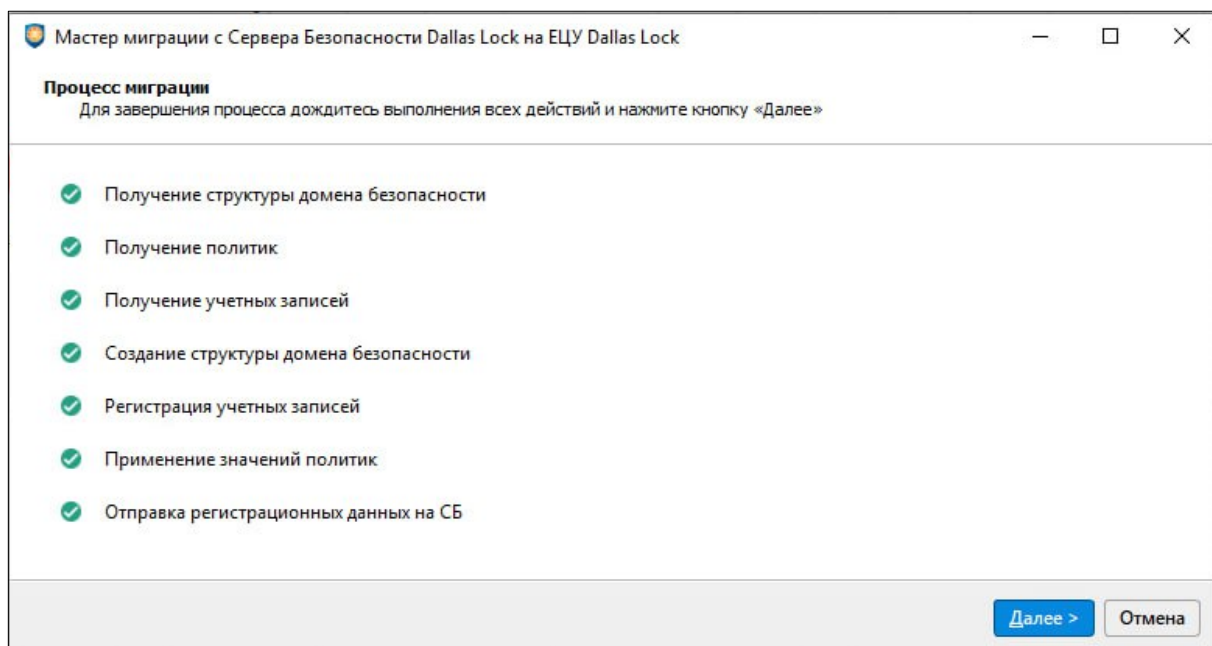 Мастер миграции с Сервера Безопасности Dallas Lock на ЕЦУ Dallas Lock
Процесс миграции
Для завершения процесса дождитесь выполнения всех действий и нажмите кнопку «Далее»
Получение структуры домена безопасности
Получение политик
Получение учетных записей
Создание структуры домена безопасности
Регистрация учетных записей
Применение значений политик
Отправка регистрационных данных на СБ
Далее > Отмена